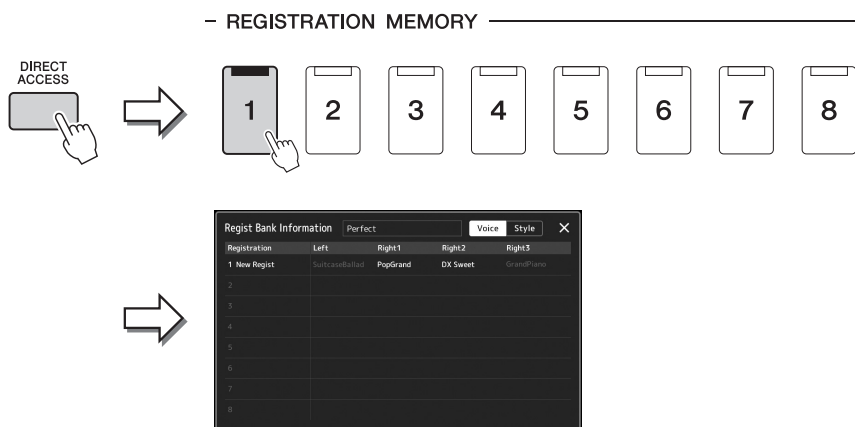 REGISTRATION MEMORY
DIRECT
ACCESS
1 2 3 4 5 6 7 8
Regist Bank Information Perfect Voice Style X
Registration Left Right1 Right2 Right3
1 New Regist SuitcaseBallad PopGrand DX Sweet GrandPiano
2
3
4
5
6
7
8